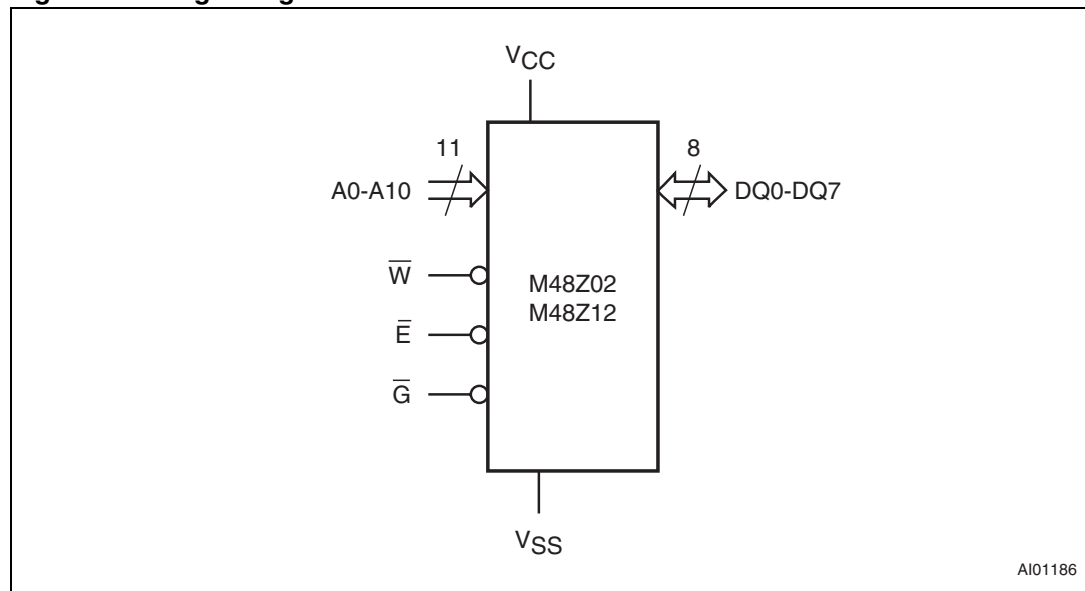 VCC
11
8
A0-A10
DQ0-DQ7
W̅
M48Z02
M48Z12
E̅
G̅
VSS
AI01186